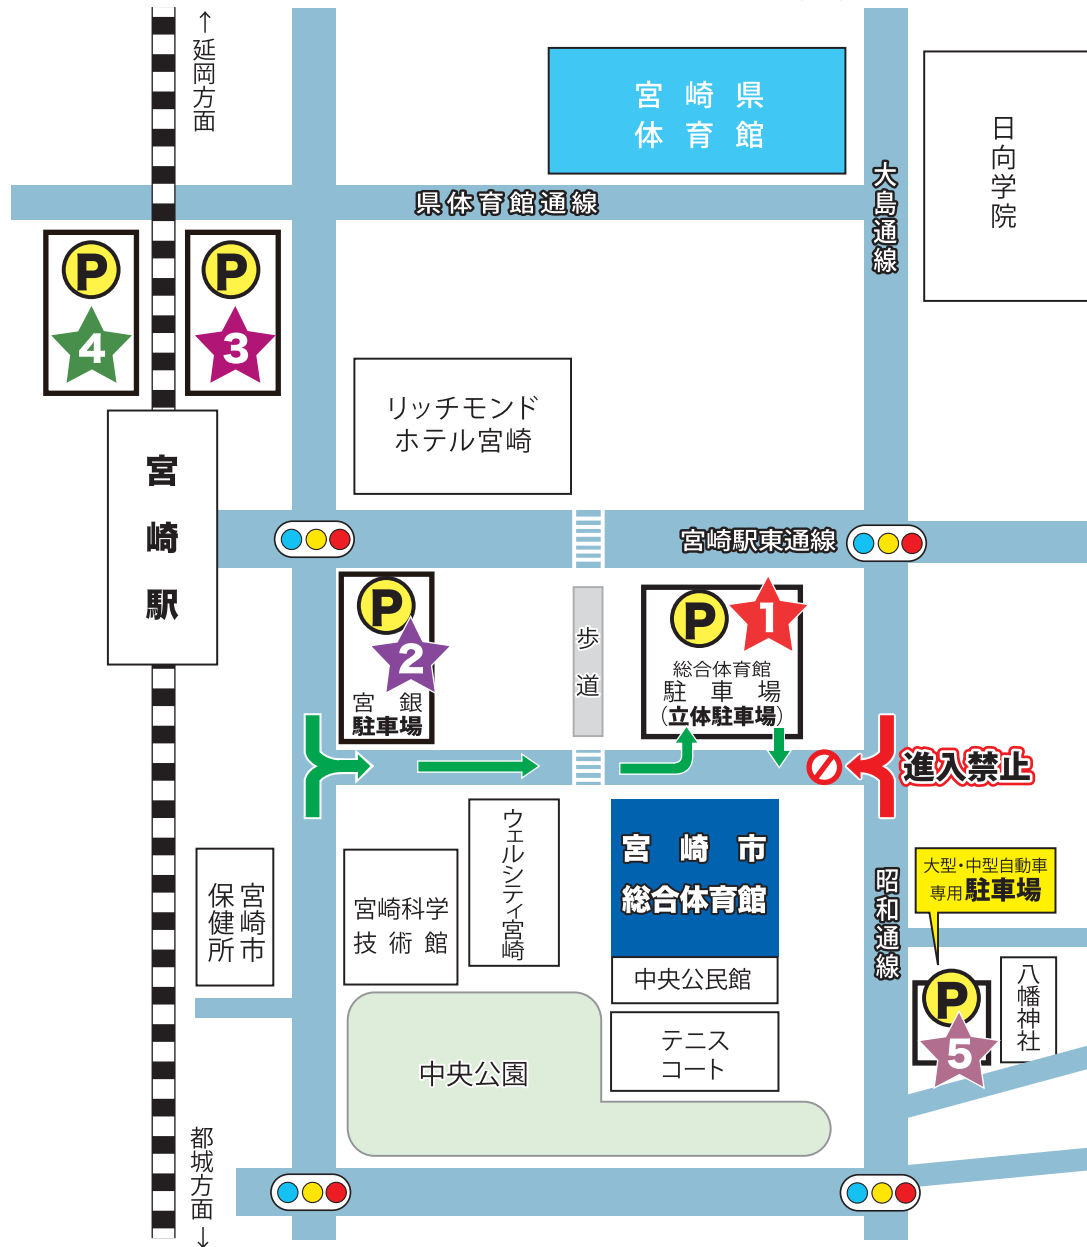 ↑延岡方面
宮崎県
体育館
日向学院
大島通線
県体育館通線
P
4
P
3
リッチモンド
ホテル宮崎
宮崎駅
宮崎駅東通線
P
2
宮銀
駐車場
歩道
P
1
総合体育館
駐車場
(立体駐車場)
進入禁止
ウェルシティ宮崎
宮崎市
総合体育館
宮崎市
保健所
宮崎科学
技術館
昭和通線
大型・中型自動車
専用駐車場
中央公民館
P
5
八幡神社
テニス
コート
中央公園
都城方面↓